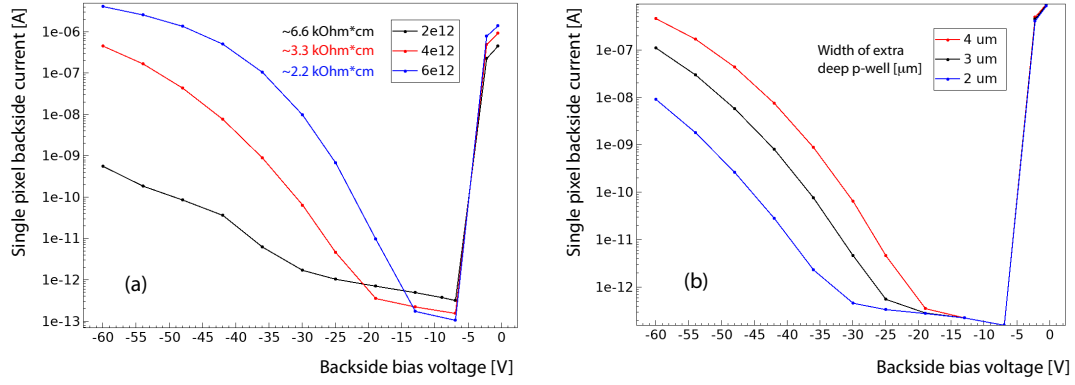 Single pixel backside current [A]
1e-06
1e-07
1e-08
1e-09
1e-10
1e-11
1e-12
1e-13
~6.6 kOhm*cm
~3.3 kOhm*cm
~2.2 kOhm*cm
2e12
4e12
6e12
(a)
-60 -55 -50 -45 -40 -35 -30 -25 -20 -15 -10 -5 0
Backside bias voltage [V]
Single pixel backside current [A]
1e-07
1e-08
1e-09
1e-10
1e-11
1e-12
Width of extra
deep p-well [µm]
4 um
3 um
2 um
(b)
-60 -55 -50 -45 -40 -35 -30 -25 -20 -15 -10 -5 0
Backside bias voltage [V]